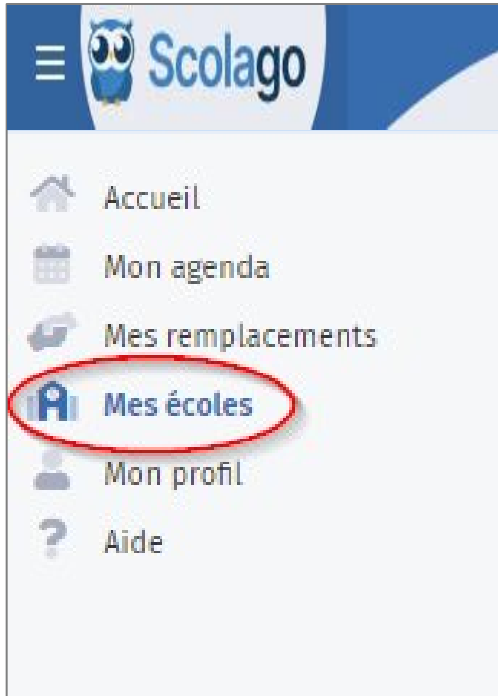 Scolago
Accueil
Mon agenda
Mes remplacements
Mes écoles
Mon profil
Aide